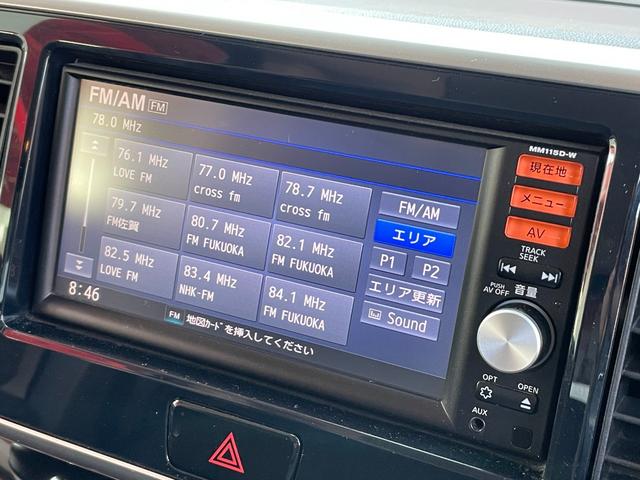 FM/AM FM
78.0 MHz
76.1 MHz
LOVE FM
77.0 MHz
cross fm
78.7 MHz
cross fm
79.7 MHz
FM佐賀
80.7 MHz
FM FUKUOKA
82.1 MHz
FM FUKUOKA
82.5 MHz
LOVE FM
83.4 MHz
NHK-FM
84.1 MHz
FM FUKUOKA
FM/AM
エリア
P1 P2
エリア更新
Sound
8:46
FM 地図ｶｰﾄﾞを挿入してください
MM115D-W
現在地
メニュー
AV
TRACK
SEEK
PUSH
AV OFF
音量
OPT OPEN
AUX